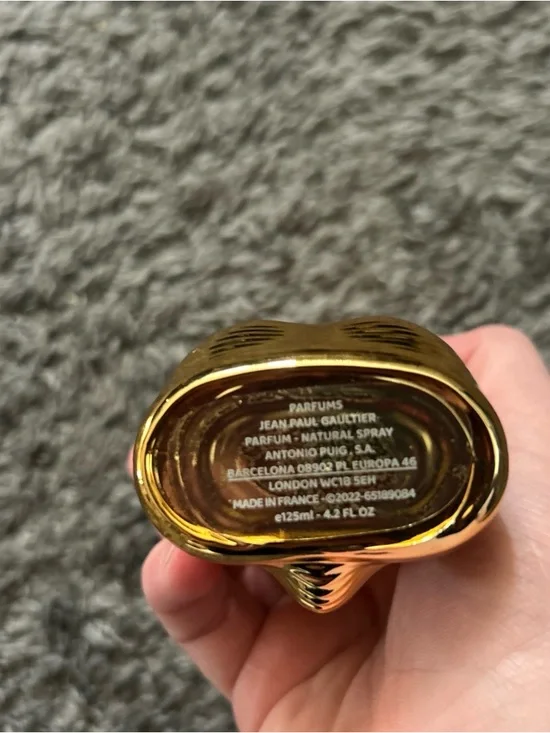 PARFUMS
JEAN PAUL GAULTIER
PARFUM - NATURAL SPRAY
ANTONIO PUIG, S.A.
BARCELONA 08902 PL EUROPA 46
LONDON WC1B 5EH
MADE IN FRANCE - ©2022-65189084
e125ml - 4.2 FL OZ